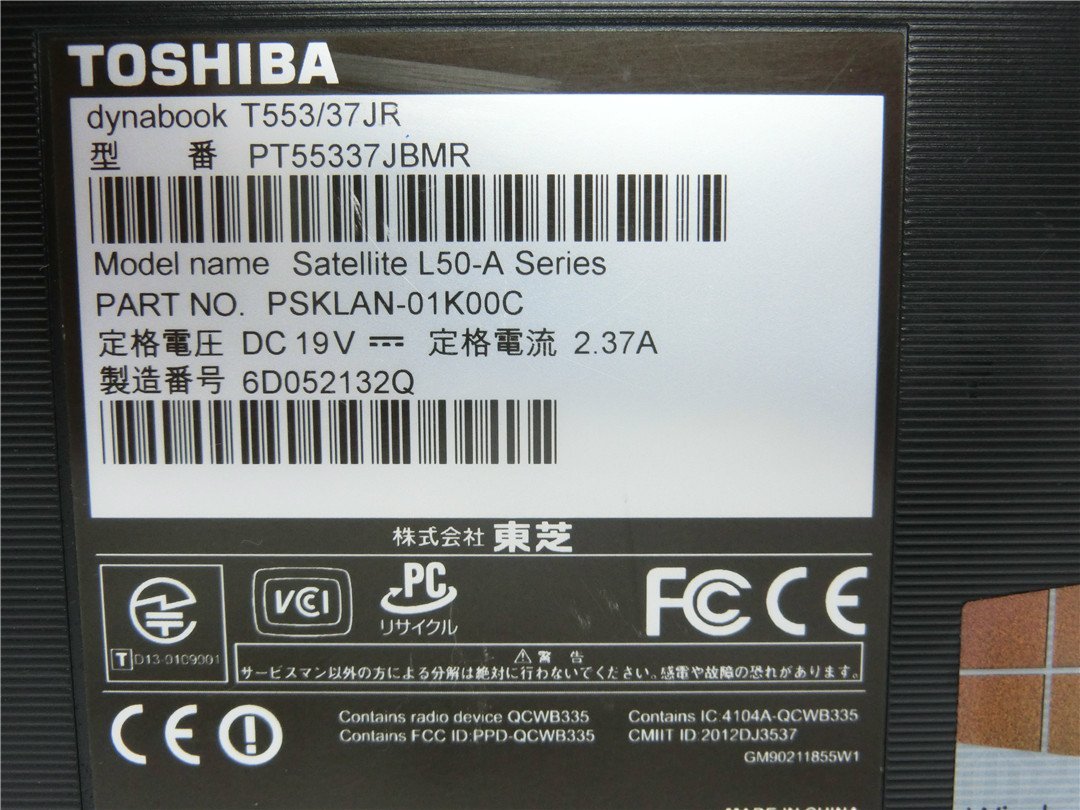 TOSHIBA
dynabook T553/37JR
型 番 PT55337JBMR
Model name Satellite L50-A Series
PART NO. PSKLAN-01K00C
定格電圧 DC 19V 定格電流 2.37A
製造番号 6D052132Q
株式会社 東芝
VCCI
PC
リサイクル
FC CE
T D13-0109001
⚠ 警 告
サービスマン以外の方による分解は絶対に行わないでください。感電や故障の恐れがあります。
CE
Contains radio device QCWB335
Contains FCC ID:PPD-QCWB335
Contains IC:4104A-QCWB335
CMIIT ID:2012DJ3537
GM90211855W1
MADE IN CHINA